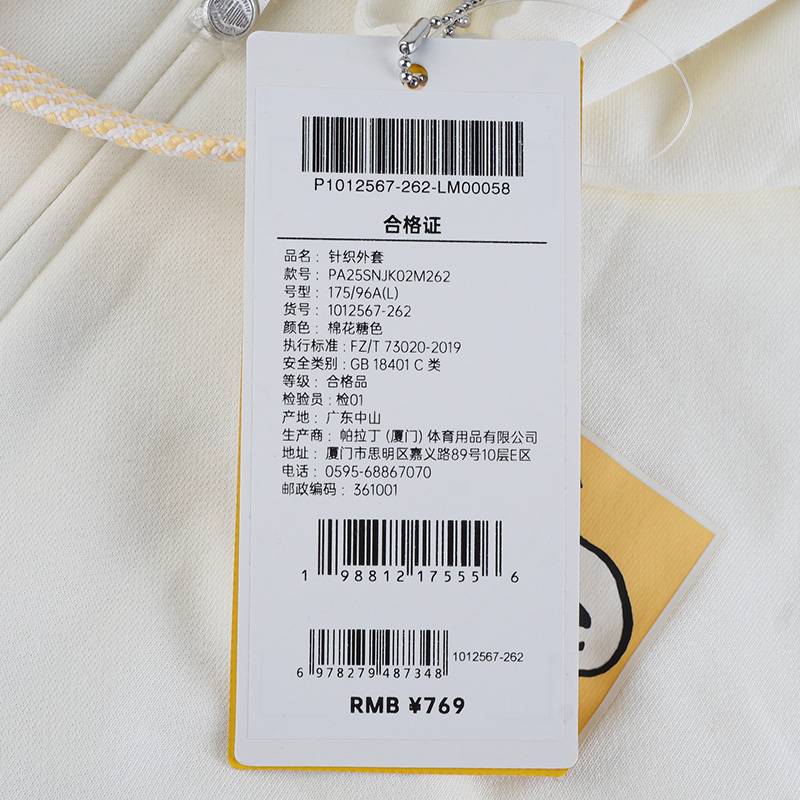 P1012567-262-LM00058
合格证
品名： 针织外套
款号： PA25SNJK02M262
号型： 175/96A(L)
货号： 1012567-262
颜色： 棉花糖色
执行标准：FZ/T 73020-2019
安全类别：GB 18401 C 类
等级： 合格品
检验员：检01
产地： 广东中山
生产商： 帕拉丁 (厦门) 体育用品有限公司
地址： 厦门市思明区嘉义路89号10层E区
电话： 0595-68867070
邮政编码： 361001
1 98812 17555 6
6 978279 487348 1012567-262
RMB ¥769